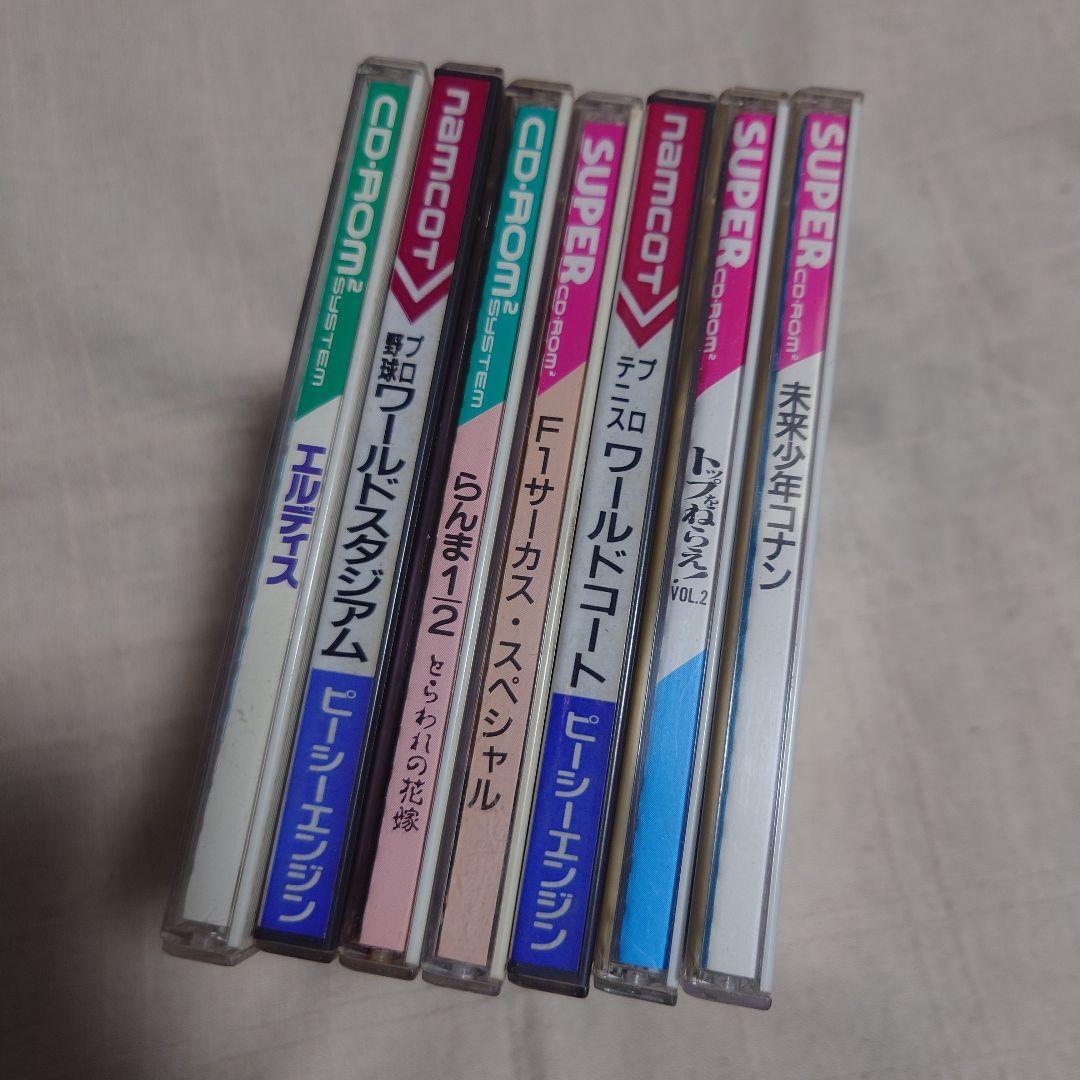 CD・ROM² SYSTEM
エルディス
namcot
プロ野球
ワールドスタジアム
ピーシーエンジン
CD・ROM² SYSTEM
らんま1/2
とらわれの花嫁
SUPER CD・ROM²
F1サーカス・スペシャル
namcot
プロテニス
ワールドコート
ピーシーエンジン
SUPER CD・ROM²
トップをねらえ!
VOL.2
SUPER CD・ROM²
未来少年コナン